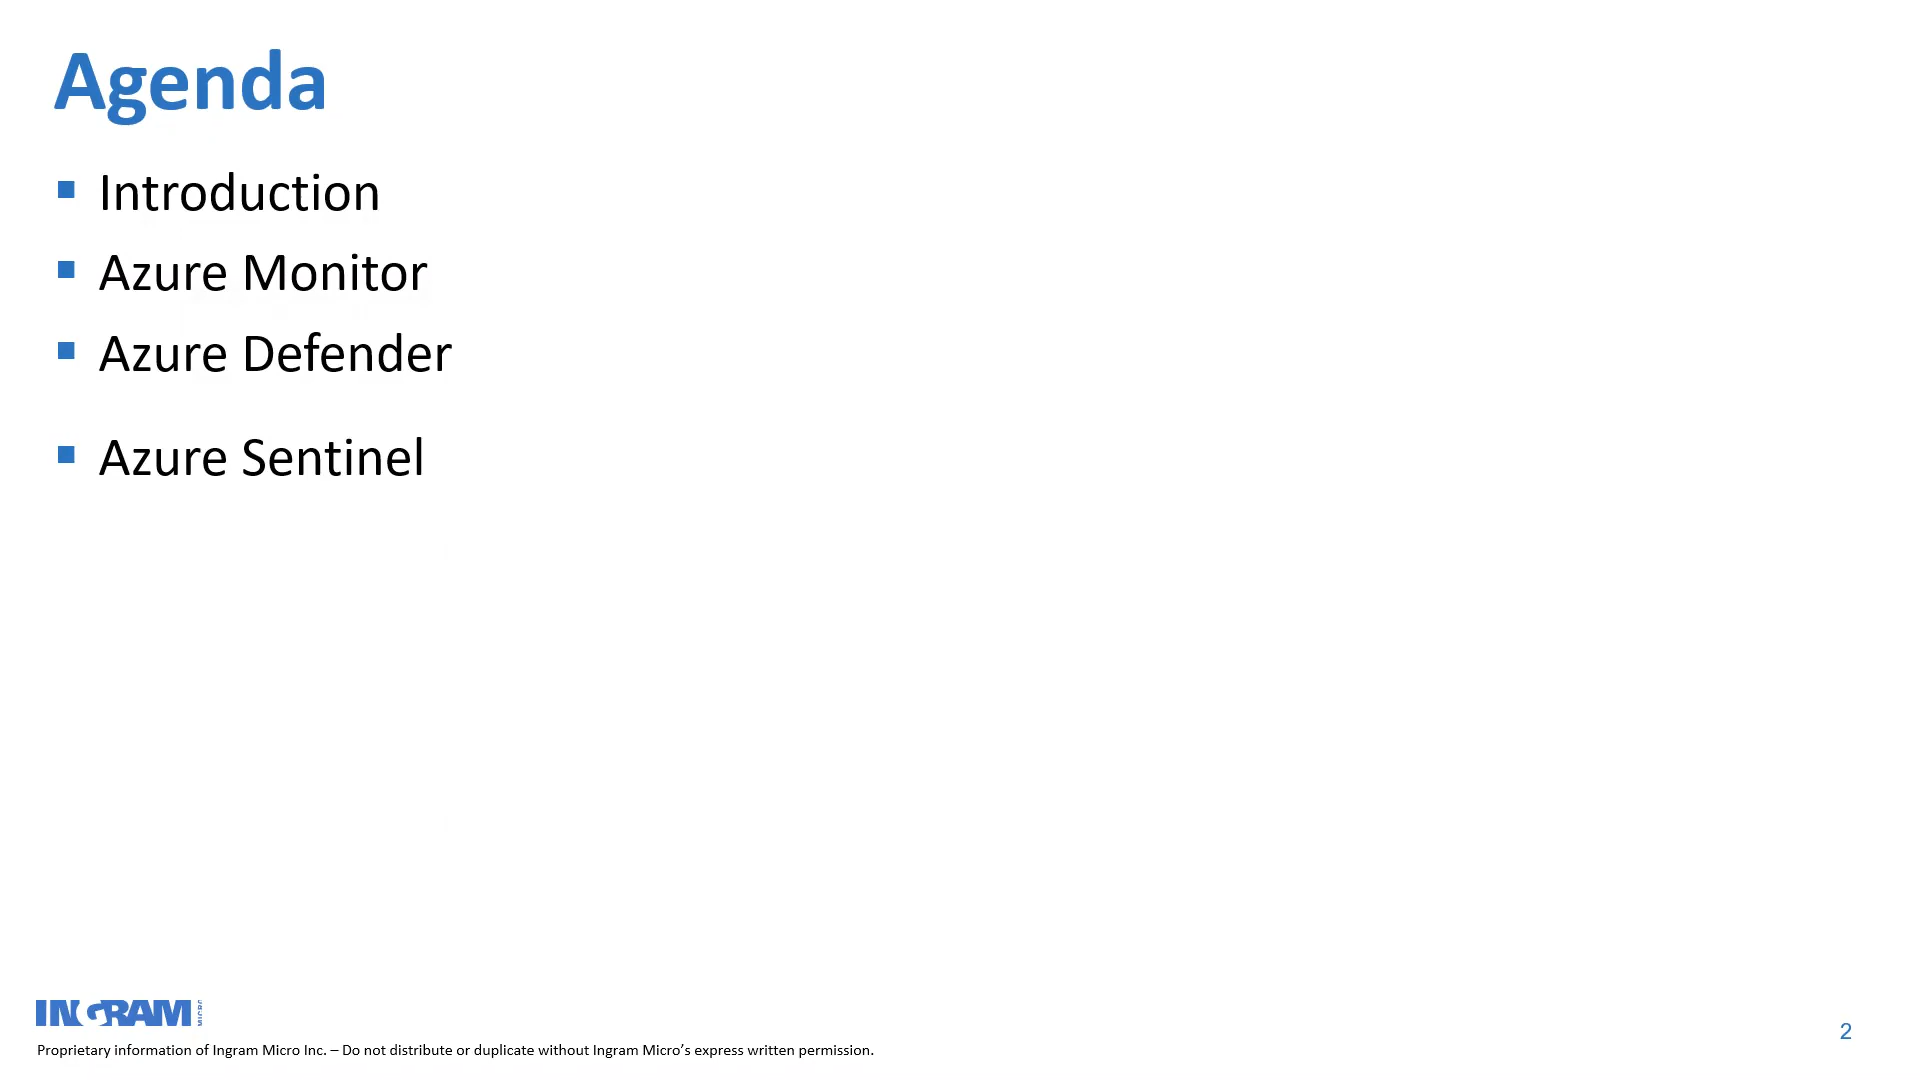 Agenda
▪ Introduction
▪ Azure Monitor
▪ Azure Defender
▪ Azure Sentinel
INGRAM MICRO
Proprietary information of Ingram Micro Inc. – Do not distribute or duplicate without Ingram Micro’s express written permission.
2